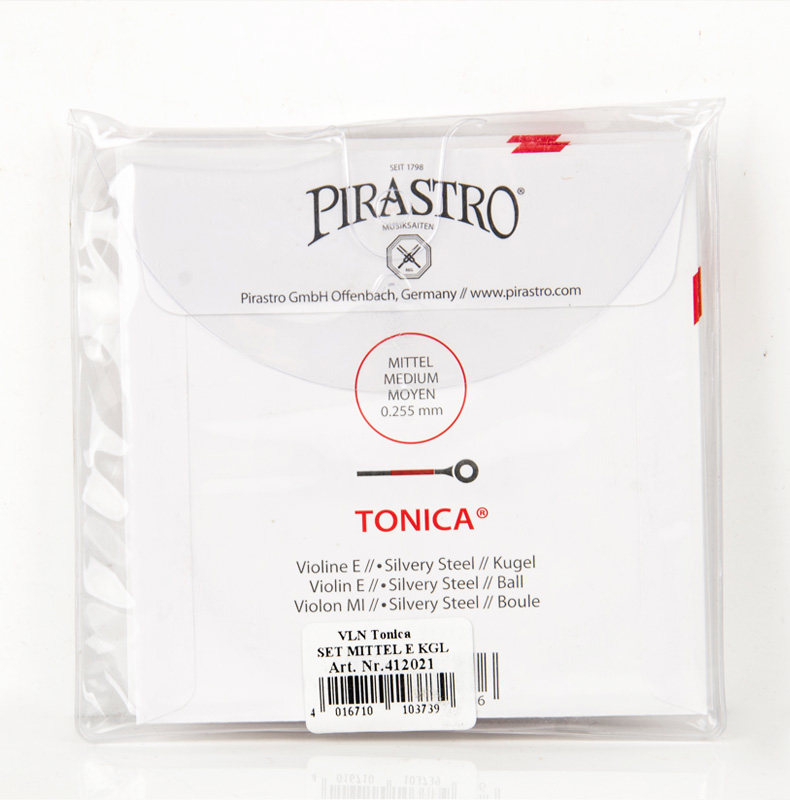 SEIT 1798
PIRASTRO®
MUSIKSAITEN
Pirastro GmbH Offenbach, Germany // www.pirastro.com
MITTEL
MEDIUM
MOYEN
0.255 mm
TONICA®
Violine E // • Silvery Steel // Kugel
Violin E // • Silvery Steel // Ball
Violon MI // • Silvery Steel // Boule
VLN Tonica
SET MITTEL E KGL
Art. Nr.412021
4 016710 103739
6